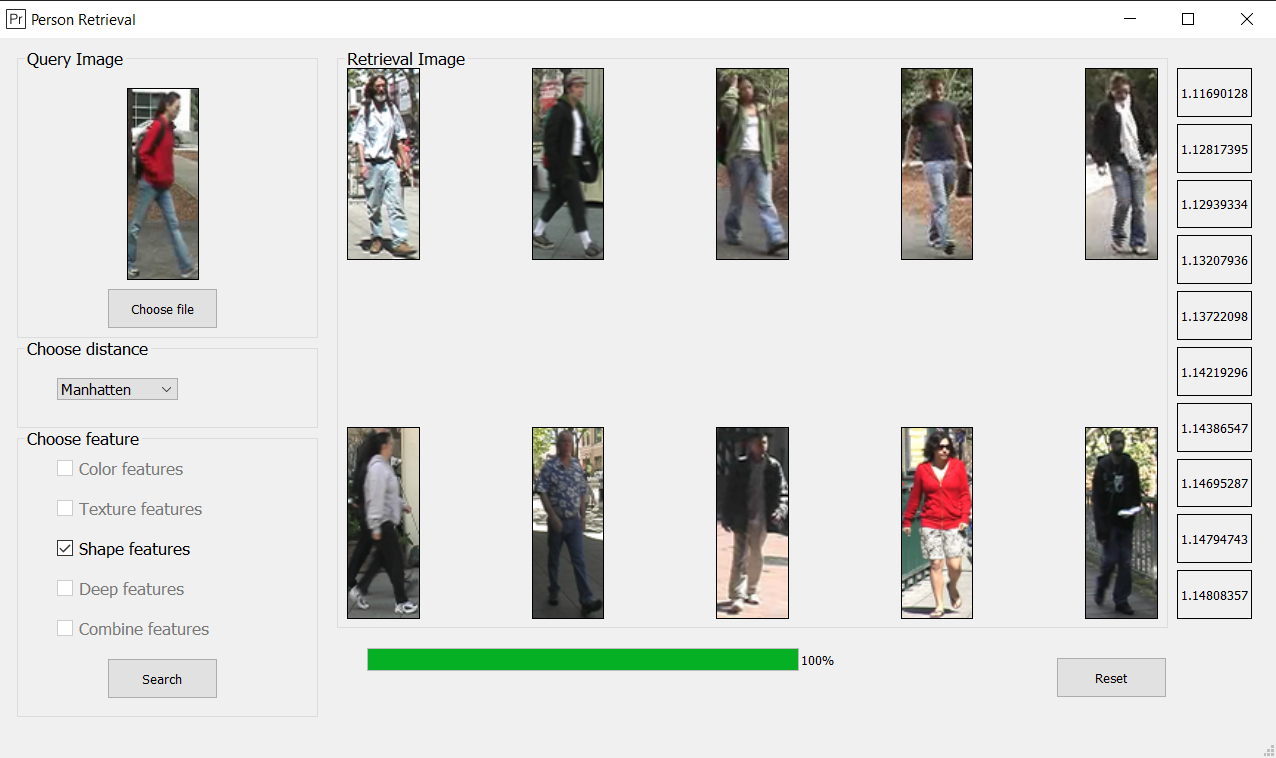 Pr Person Retrieval
Query Image
Choose file
Choose distance
Manhatten
Choose feature
Color features
Texture features
Shape features
Deep features
Combine features
Search
Retrieval Image
1.11690128
1.12817395
1.12939334
1.13207936
1.13722098
1.14219296
1.14386547
1.14695287
1.14794743
1.14808357
100%
Reset